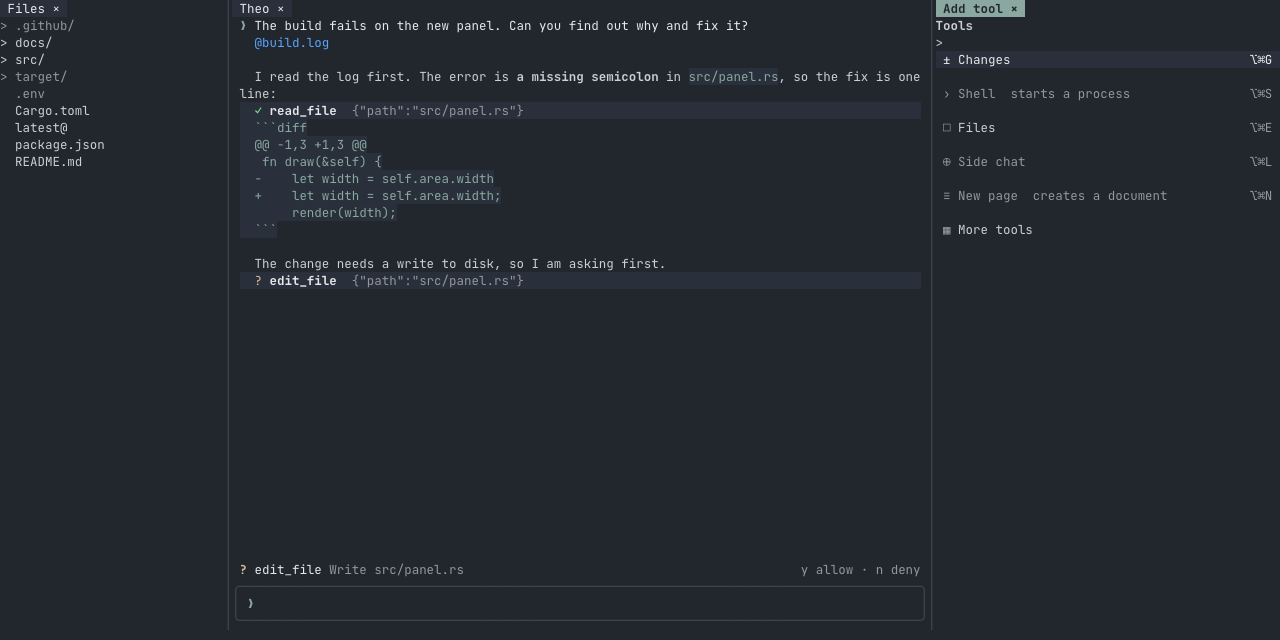 Files ×
> .github/
> docs/
> src/
> target/
.env
Cargo.toml
latest@
package.json
README.md
Theo ×
❫ The build fails on the new panel. Can you find out why and fix it?
@build.log
I read the log first. The error is a missing semicolon in src/panel.rs, so the fix is one
line:
✓ read_file  {"path":"src/panel.rs"}
```diff
@@ -1,3 +1,3 @@
 fn draw(&self) {
-    let width = self.area.width
+    let width = self.area.width;
     render(width);
```
The change needs a write to disk, so I am asking first.
? edit_file  {"path":"src/panel.rs"}
? edit_file Write src/panel.rs    y allow · n deny
❫
Add tool ×
Tools
>
± Changes    ⌥⌘G
› Shell  starts a process    ⌥⌘S
□ Files    ⌥⌘E
⊕ Side chat    ⌥⌘L
≡ New page  creates a document    ⌥⌘N
▦ More tools